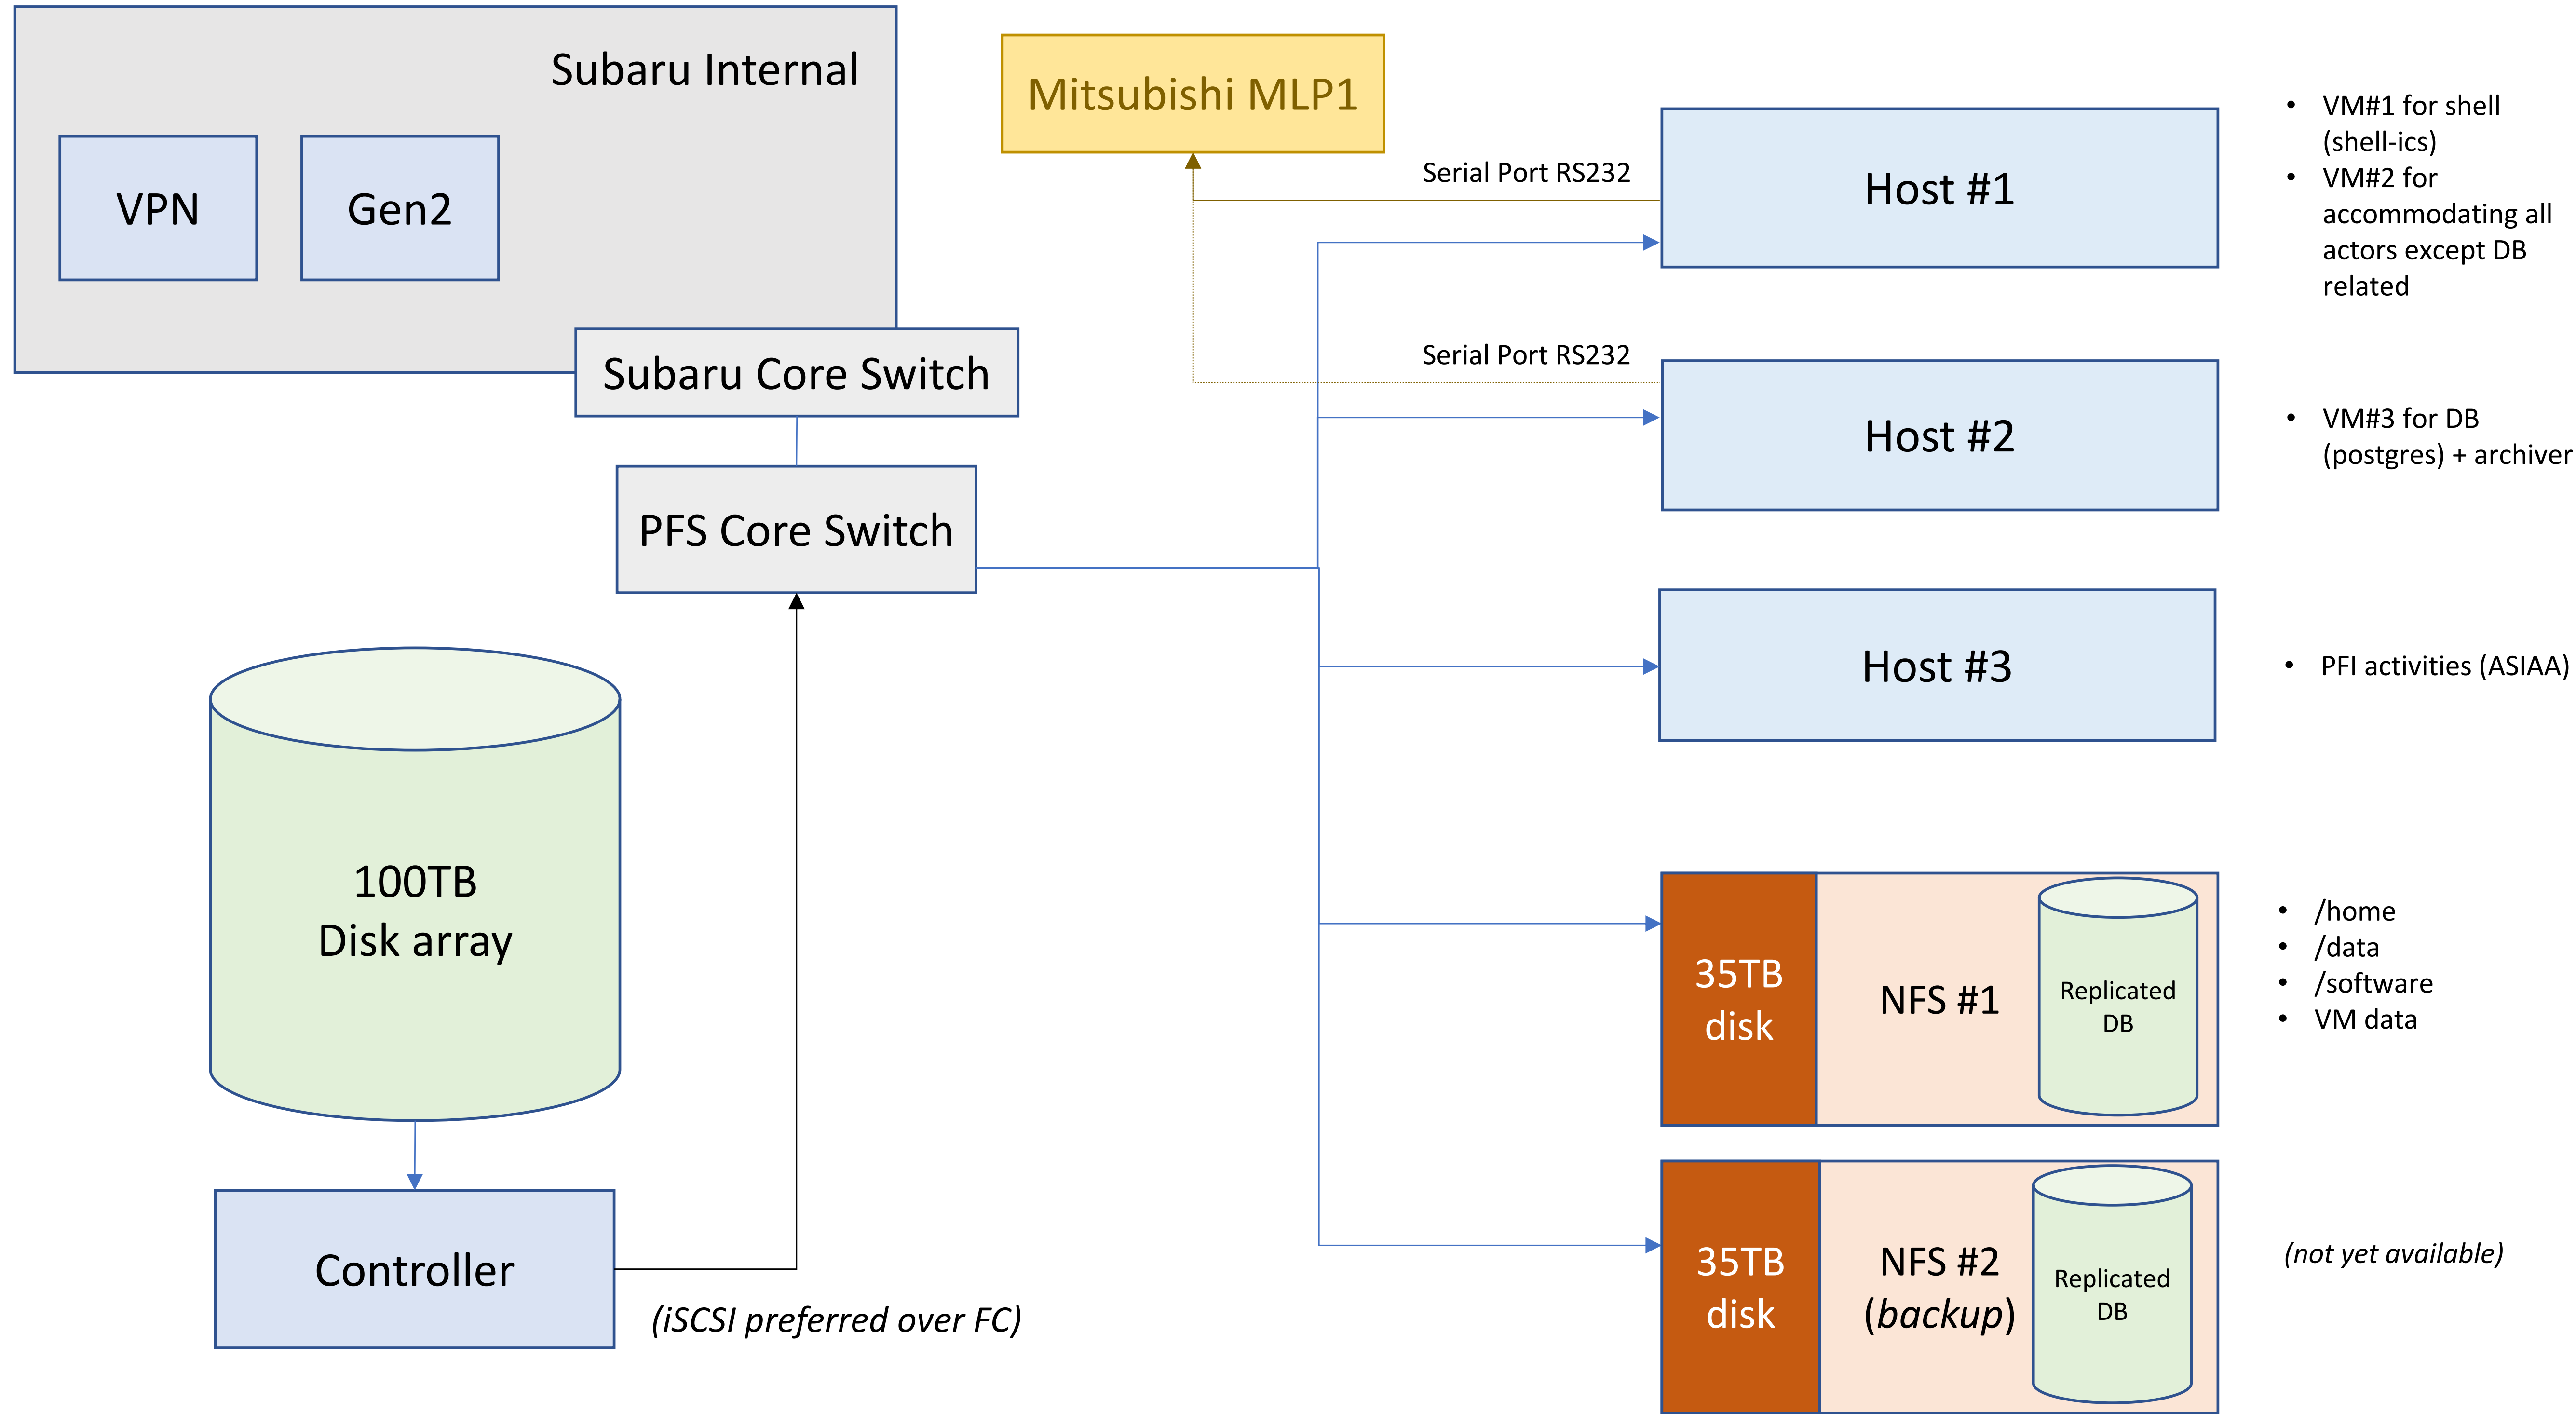 Subaru Internal
VPN
Gen2
Subaru Core Switch
PFS Core Switch
100TB
Disk array
Controller
(iSCSI preferred over FC)
Mitsubishi MLP1
Serial Port RS232
Host #1
• VM#1 for shell
(shell-ics)
• VM#2 for
accommodating all
actors except DB
related
Serial Port RS232
Host #2
• VM#3 for DB
(postgres) + archiver
Host #3
• PFI activities (ASIAA)
35TB
disk
NFS #1
Replicated
DB
• /home
• /data
• /software
• VM data
35TB
disk
NFS #2
(backup)
Replicated
DB
(not yet available)